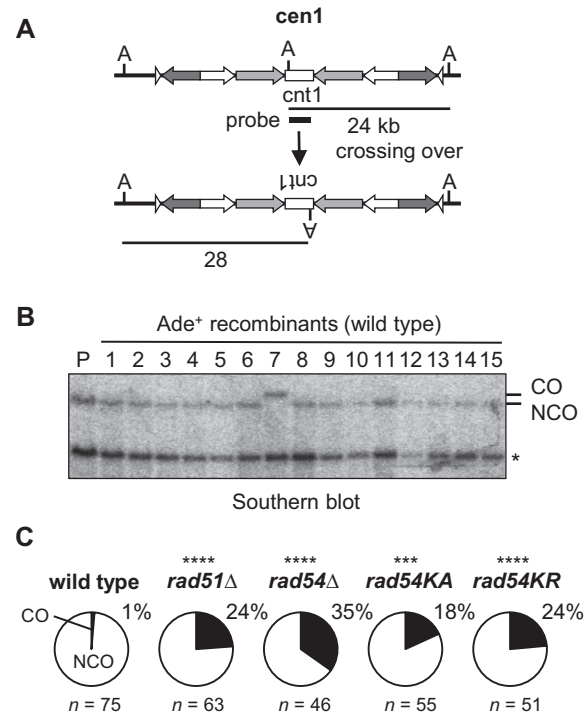 A
cen1
A
A
A
cnt1
probe
24 kb
crossing over
cnt1
A
A
A
28
B
Ade⁺ recombinants (wild type)
P 1 2 3 4 5 6 7 8 9 10 11 12 13 14 15
CO
NCO
*
Southern blot
C
**** **** *** ****
wild type rad51Δ rad54Δ rad54KA rad54KR
CO 1% 24% 35% 18% 24%
NCO
n = 75 n = 63 n = 46 n = 55 n = 51